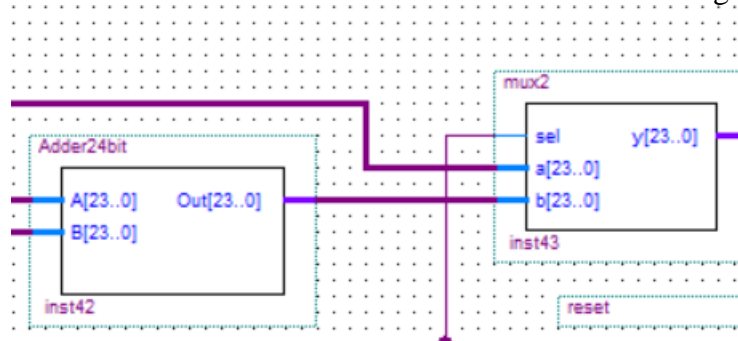 mux2
sel
y[23..0]
a[23..0]
b[23..0]
inst43
Adder24bit
A[23..0]
Out[23..0]
B[23..0]
inst42
reset